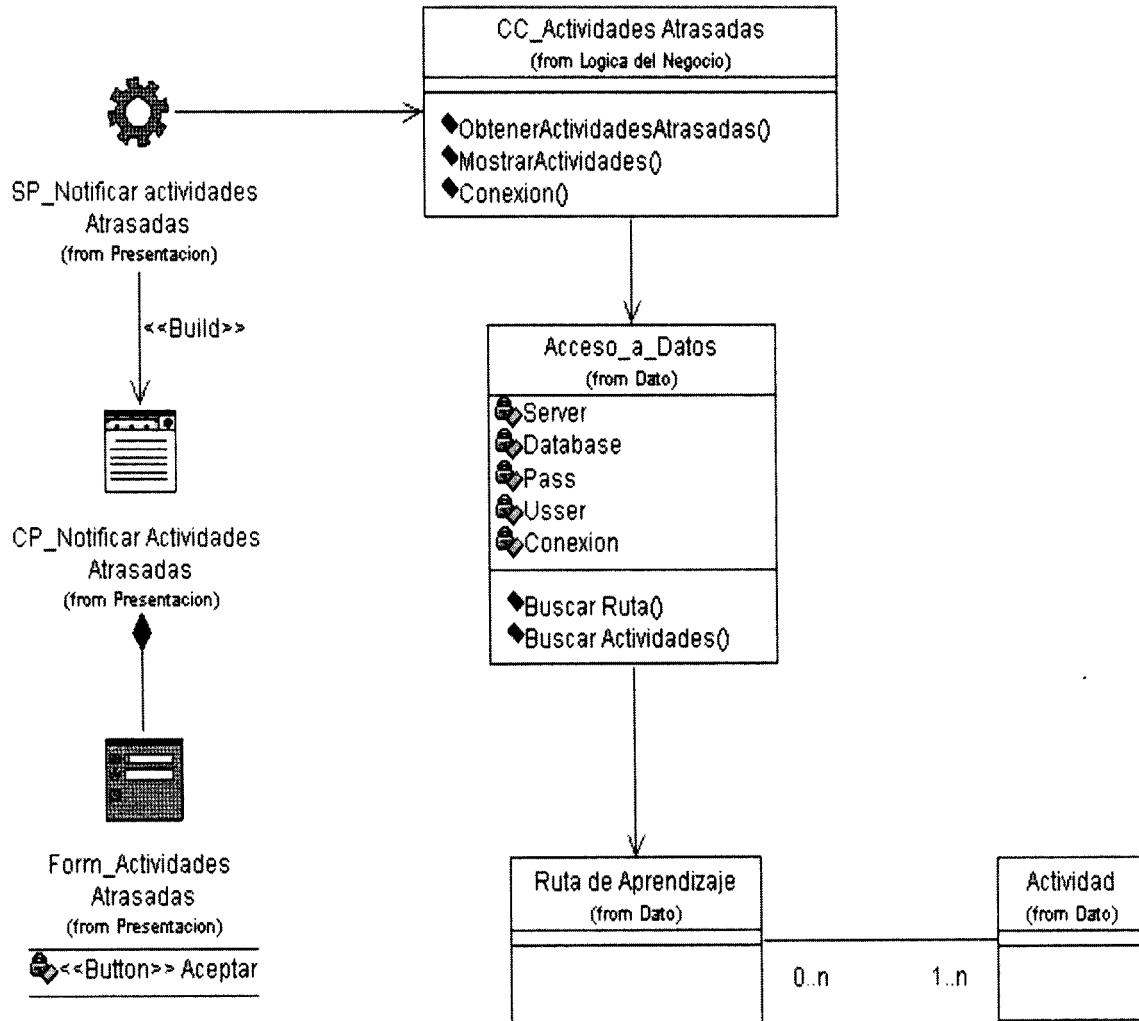 CC_Actividades Atrasadas
(from Logica del Negocio)
ObtenerActividadesAtrasadas()
MostrarActividades()
Conexion()
SP_Notificar actividades
Atrasadas
(from Presentacion)
<<Build>>
Acceso_a_Datos
(from Dato)
Server
Database
Pass
Usser
Conexion
Buscar Ruta()
Buscar Actividades()
CP_Notificar Actividades
Atrasadas
(from Presentacion)
Form_Actividades
Atrasadas
(from Presentacion)
<<Button>> Aceptar
Ruta de Aprendizaje
(from Dato)
0..n
1..n
Actividad
(from Dato)